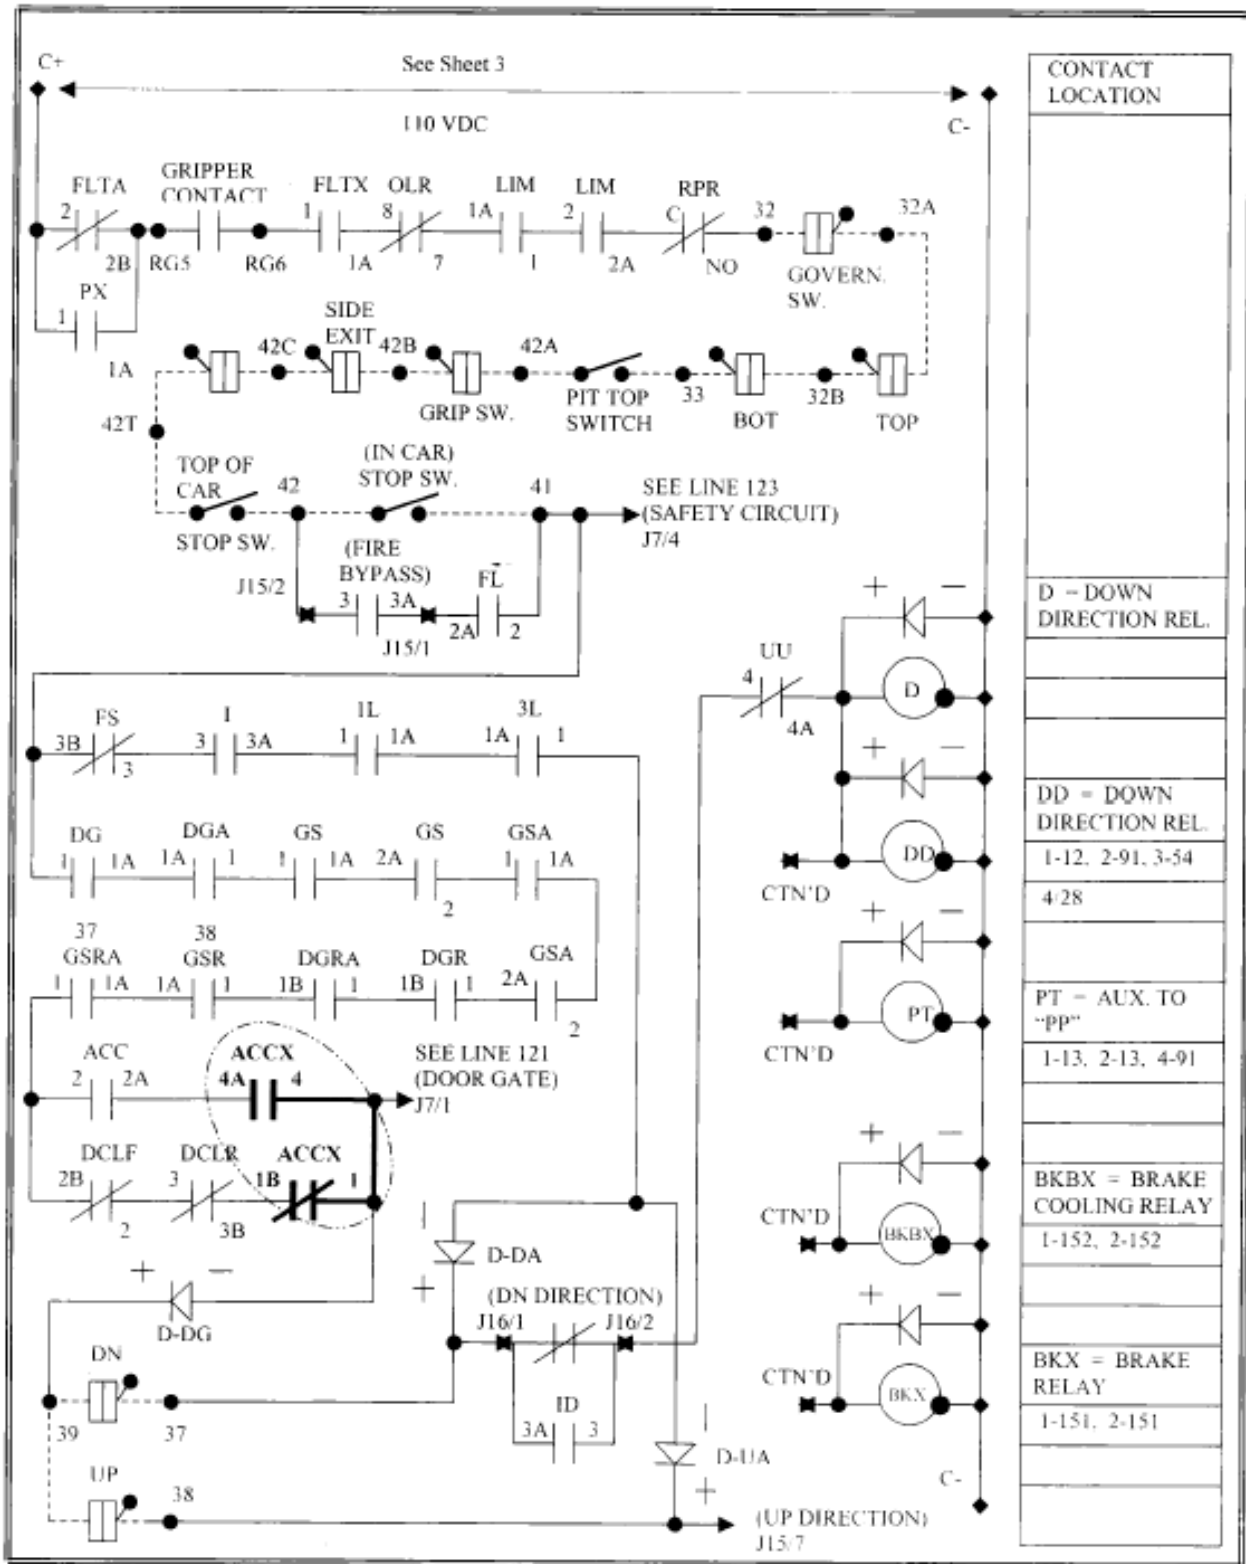 C+
See Sheet 3
110 VDC
C-
CONTACT
LOCATION
FLTA
GRIPPER
CONTACT
FLTX
OLR
LIM
LIM
RPR
2
1
8
1A
2
C
32
32A
2B
RG5
RG6
1A
7
1
2A
NO
GOVERN.
SW.
PX
1
1A
SIDE
EXIT
42C
42B
42A
33
32B
GRIP SW.
PIT TOP
SWITCH
BOT
TOP
42T
TOP OF
CAR
STOP SW.
42
(IN CAR)
STOP SW.
41
SEE LINE 123
(SAFETY CIRCUIT)
J7/4
(FIRE
BYPASS)
J15/2
3
3A
J15/1
FL
2A
2
+ −
D = DOWN
DIRECTION REL.
UU
4
4A
D
FS
3B
3
I
3
3A
1L
1
1A
3L
1A
1
+ −
DD = DOWN
DIRECTION REL.
1-12, 2-91, 3-54
4/28
DD
CTN'D
DG
1
1A
DGA
1A
1
GS
1
1A
GS
2A
2
GSA
1
1A
+ −
37
GSRA
1
1A
38
GSR
1A
1
DGRA
1B
1
DGR
1B
1
GSA
2A
2
PT
CTN'D
PT = AUX. TO
"PP"
1-13, 2-13, 4-91
ACC
2
2A
ACCX
4A
4
SEE LINE 121
(DOOR GATE)
J7/1
DCLF
2B
2
DCLR
3
3B
ACCX
1B
1
+ −
CTN'D
BKBX
BKBX = BRAKE
COOLING RELAY
1-152, 2-152
−
D-DA
+
+ −
D-DG
(DN DIRECTION)
J16/1
J16/2
+ −
DN
39
37
ID
3A
3
CTN'D
BKX
BKX = BRAKE
RELAY
1-151, 2-151
−
D-UA
+
UP
38
C-
(UP DIRECTION)
J15/7